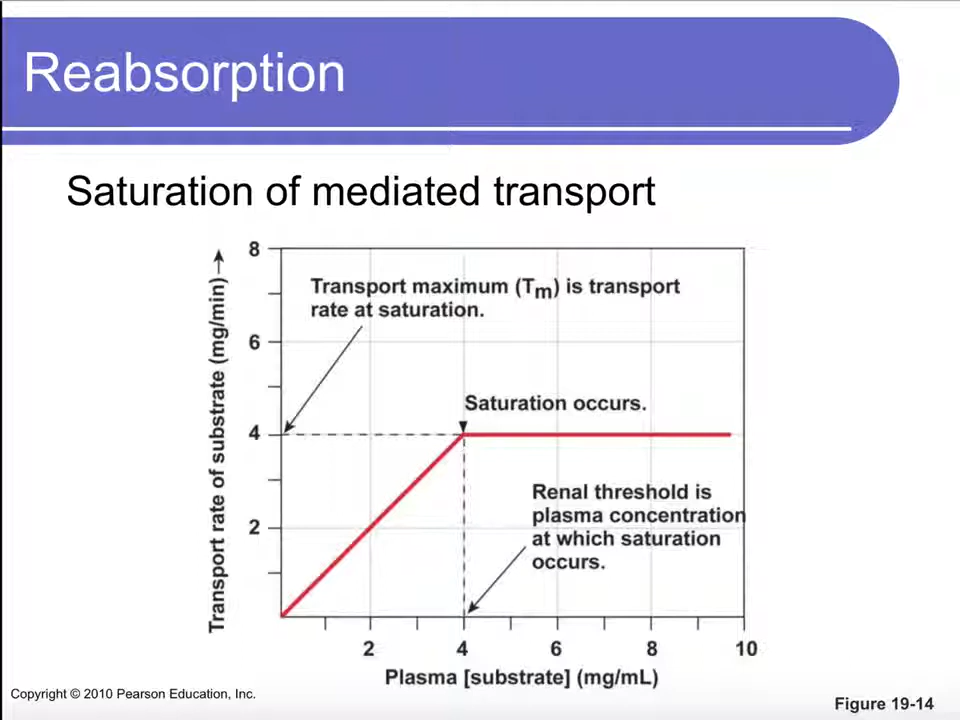 Reabsorption
Saturation of mediated transport
Transport rate of substrate (mg/min) →
8
6
4
2
Transport maximum (Tm) is transport
rate at saturation.
Saturation occurs.
Renal threshold is
plasma concentration
at which saturation
occurs.
2 4 6 8 10
Plasma [substrate] (mg/mL)
Copyright © 2010 Pearson Education, Inc.
Figure 19-14